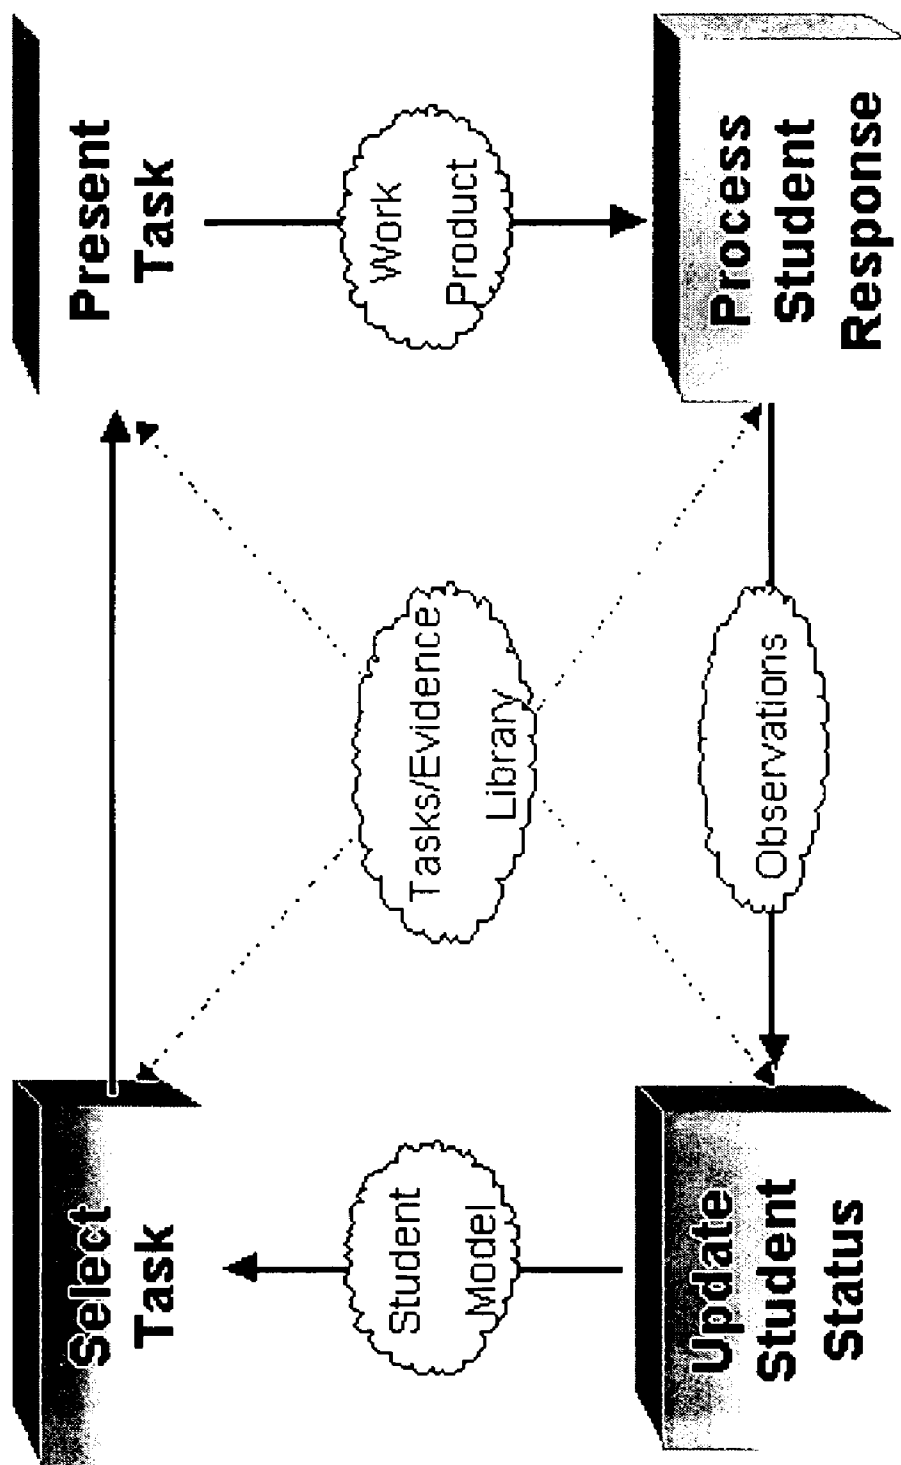 Select
Task
Present
Task
Student
Model
Tasks/Evidence
Library
Work
Product
Update
Student
Status
Observations
Process
Student
Response